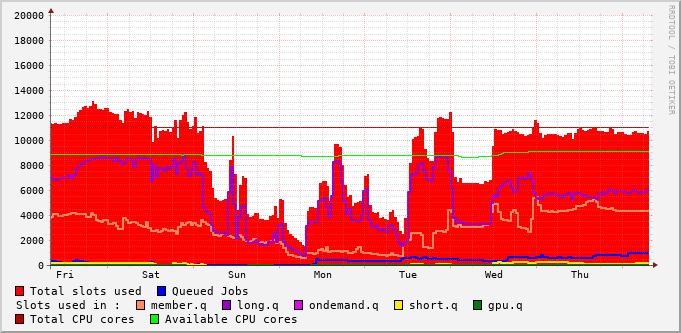 20000
18000
16000
14000
12000
10000
8000
6000
4000
2000
0
Fri Sat Sun Mon Tue Wed Thu
Total slots used Queued Jobs
Slots used in : member.q long.q ondemand.q short.q gpu.q
Total CPU cores Available CPU cores
RRDTOOL / TOBI OETIKER